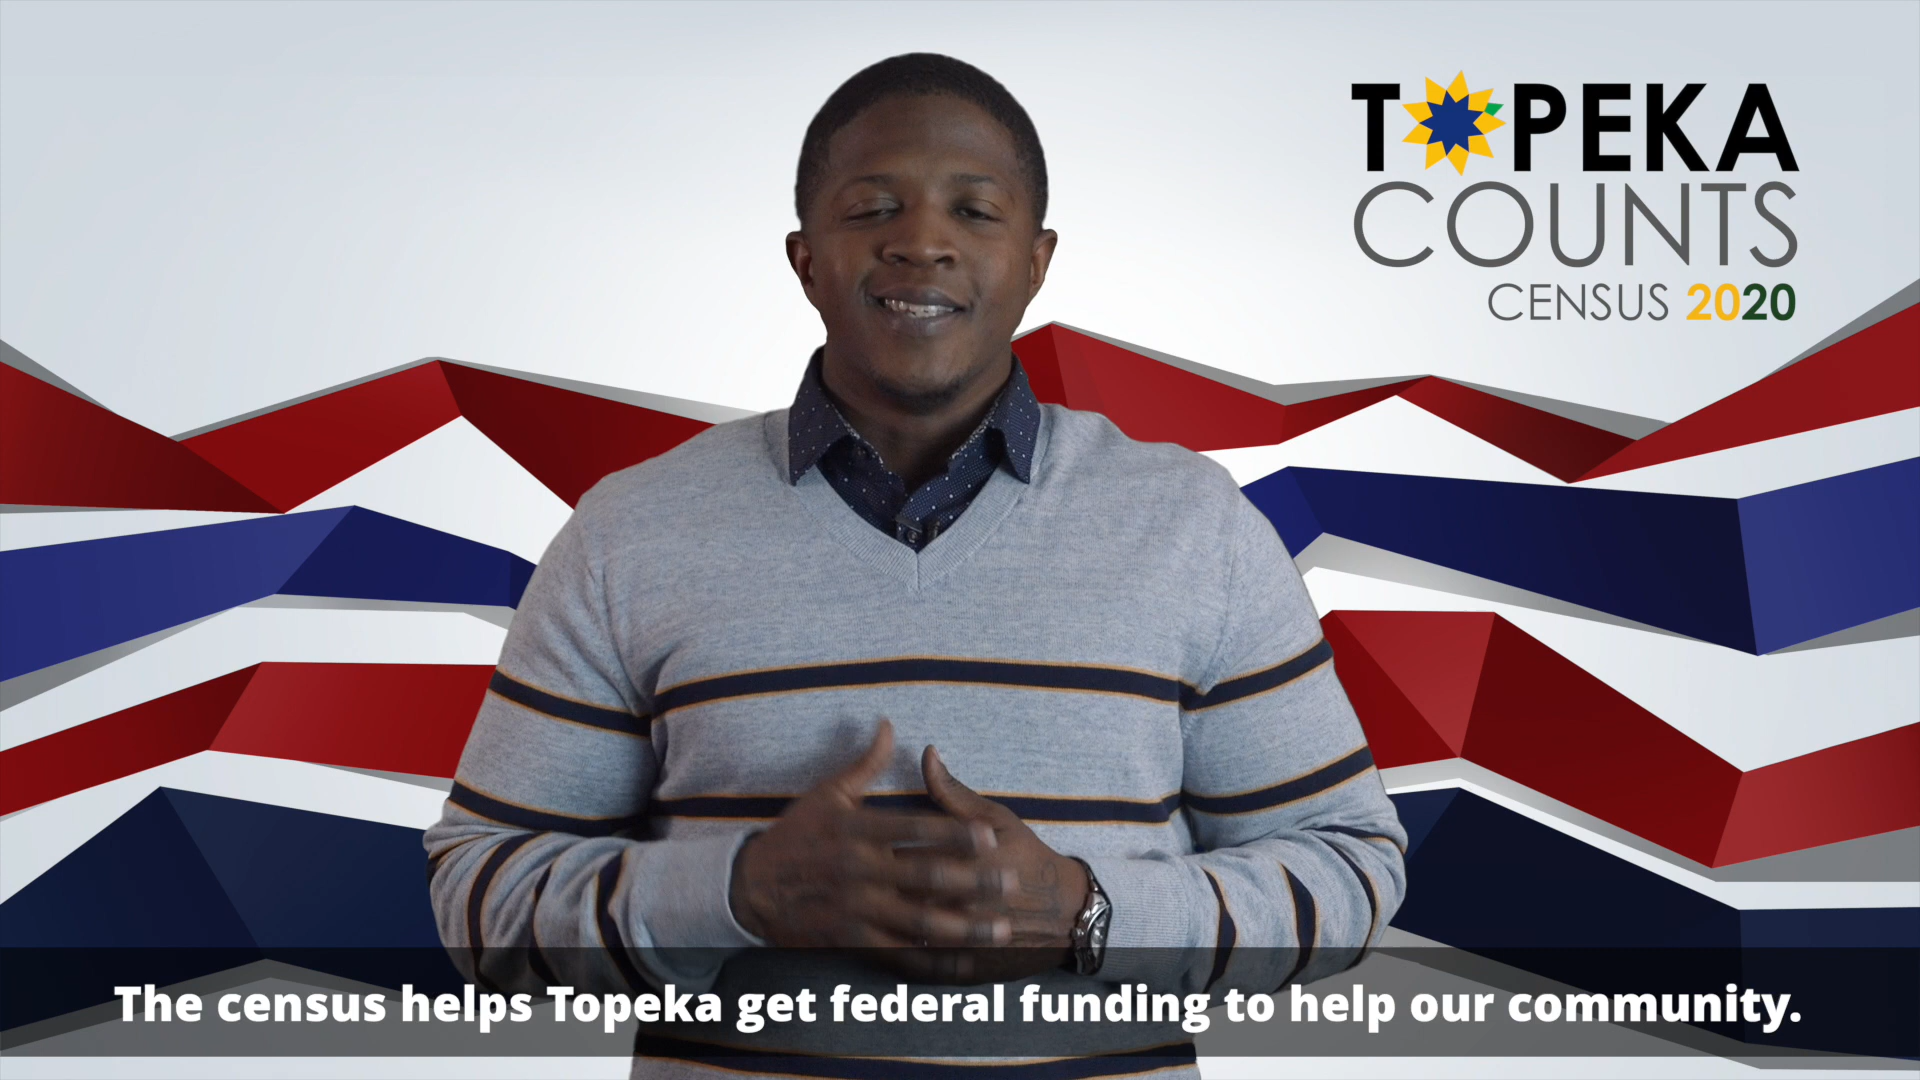 TOPEKA
COUNTS
CENSUS 2020
The census helps Topeka get federal funding to help our community.